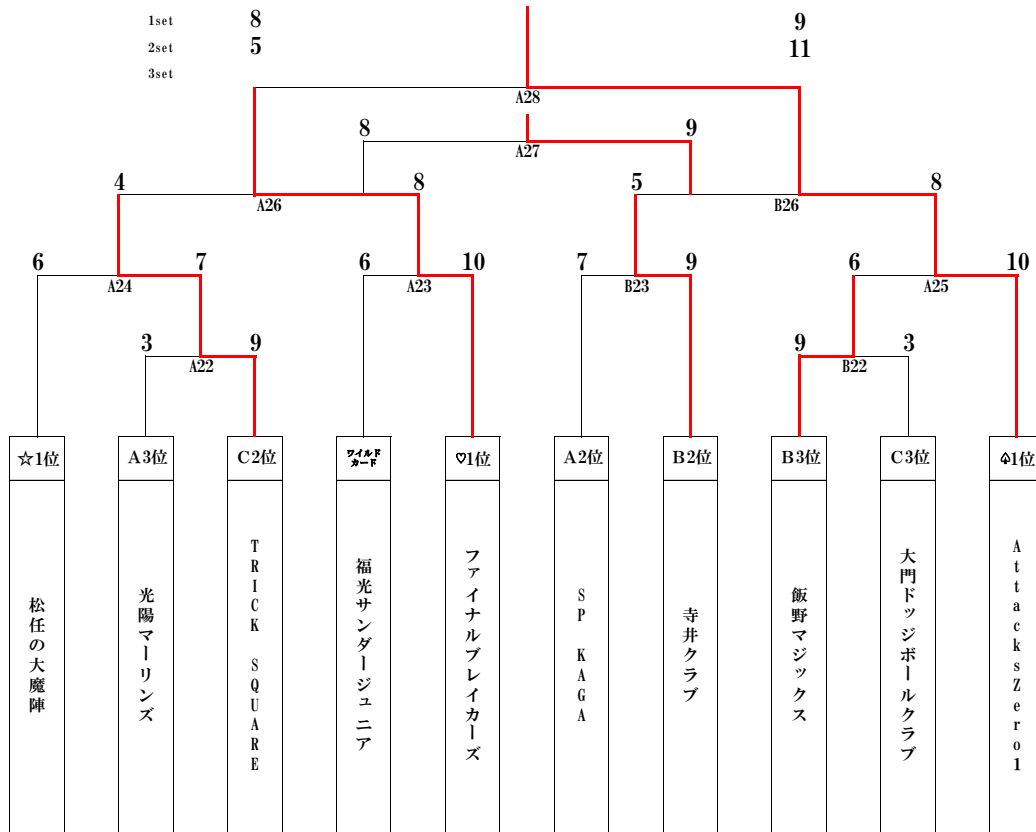 1set 8 9
2set 5 11
3set
A28
8 9
A27
4 8 5 8
A26 B26
6 7 6 10 7 9 6 10
A24 A23 B23 A25
3 9 9 3
A22 B22
☆1位 A3位 C2位 ワイルドカード ♡1位 A2位 B2位 B3位 C3位 ♤1位
松任の大魔陣
光陽マーリンズ
TRICK SQUARE
福光サンダージュニア
ファイナルブレイカーズ
SP KAGA
寺井クラブ
飯野マジックス
大門ドッジボールクラブ
AttacksZero1